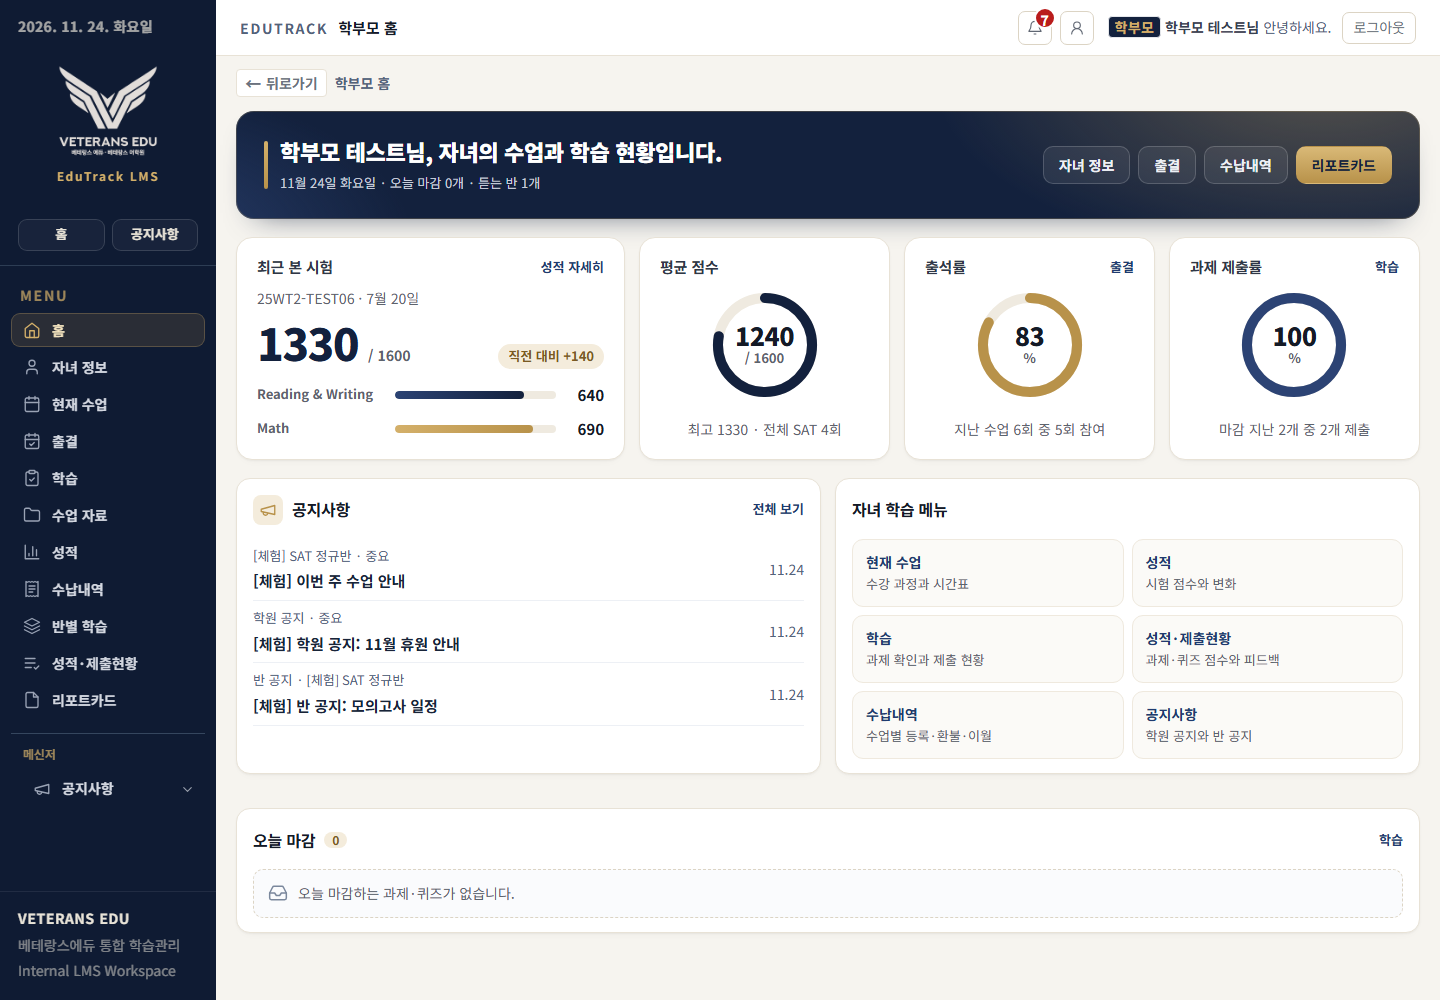 2026. 11. 24. 화요일
VETERANS EDU
EduTrack LMS
홈
공지사항
MENU
홈
자녀 정보
현재 수업
출결
학습
수업 자료
성적
수납내역
반별 학습
성적·제출현황
리포트카드
메신저
공지사항
VETERANS EDU
베테랑스에듀 통합 학습관리
Internal LMS Workspace
EDUTRACK 학부모 홈
7
학부모 학부모 테스트님 안녕하세요.
로그아웃
← 뒤로가기 학부모 홈
학부모 테스트님, 자녀의 수업과 학습 현황입니다.
11월 24일 화요일 · 오늘 마감 0개 · 듣는 반 1개
자녀 정보
출결
수납내역
리포트카드
최근 본 시험
성적 자세히
25WT2-TEST06 · 7월 20일
1330 / 1600
직전 대비 +140
Reading & Writing 640
Math 690
평균 점수
1240
/ 1600
최고 1330 · 전체 SAT 4회
출석률
출결
83
%
지난 수업 6회 중 5회 참여
과제 제출률
학습
100
%
마감 지난 2개 중 2개 제출
공지사항
전체 보기
[체험] SAT 정규반 · 중요
[체험] 이번 주 수업 안내
11.24
학원 공지 · 중요
[체험] 학원 공지: 11월 휴원 안내
11.24
반 공지 · [체험] SAT 정규반
[체험] 반 공지: 모의고사 일정
11.24
자녀 학습 메뉴
현재 수업
수강 과정과 시간표
성적
시험 점수와 변화
학습
과제 확인과 제출 현황
성적·제출현황
과제·퀴즈 점수와 피드백
수납내역
수업별 등록·환불·이월
공지사항
학원 공지와 반 공지
오늘 마감 0
학습
오늘 마감하는 과제·퀴즈가 없습니다.